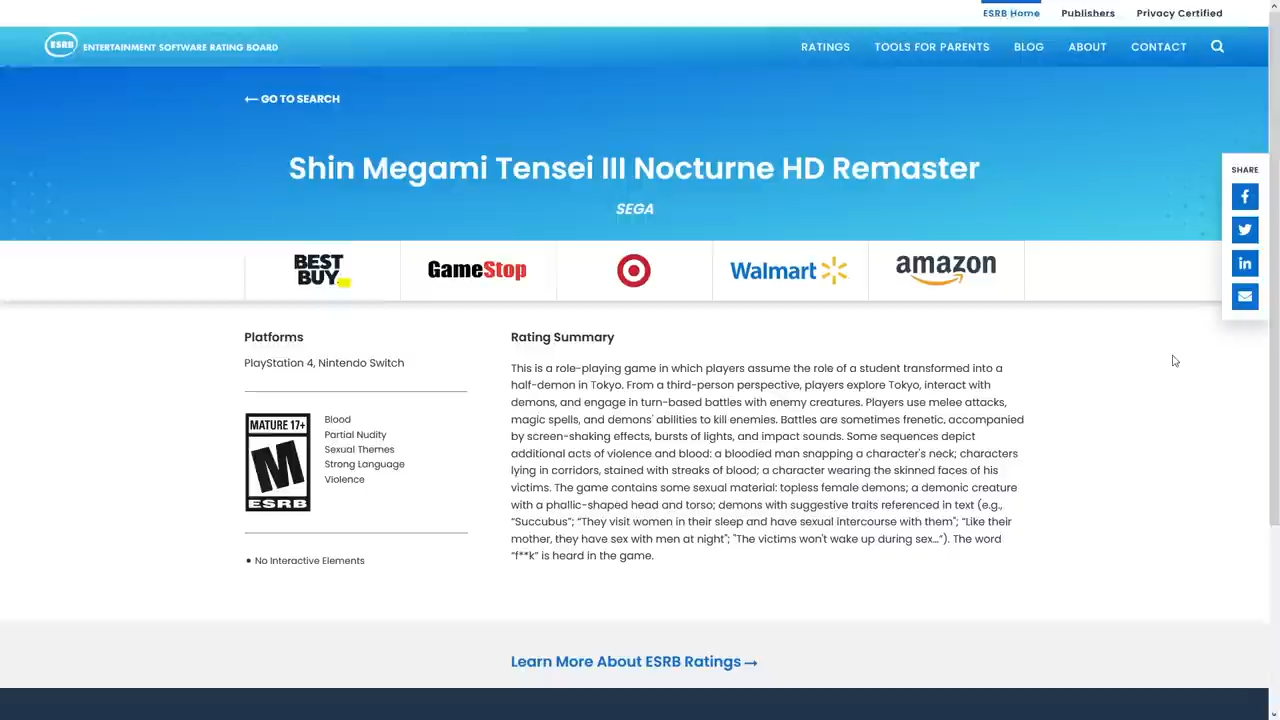 ESRB Home Publishers Privacy Certified
ESRB ENTERTAINMENT SOFTWARE RATING BOARD RATINGS TOOLS FOR PARENTS BLOG ABOUT CONTACT
GO TO SEARCH
Shin Megami Tensei III Nocturne HD Remaster
SEGA
SHARE
BEST
BUY
GameStop
Walmart
amazon
Platforms
PlayStation 4, Nintendo Switch
MATURE 17+
M
ESRB
Blood
Partial Nudity
Sexual Themes
Strong Language
Violence
• No Interactive Elements
Rating Summary
This is a role-playing game in which players assume the role of a student transformed into a
half-demon in Tokyo. From a third-person perspective, players explore Tokyo, interact with
demons, and engage in turn-based battles with enemy creatures. Players use melee attacks,
magic spells, and demons' abilities to kill enemies. Battles are sometimes frenetic, accompanied
by screen-shaking effects, bursts of lights, and impact sounds. Some sequences depict
additional acts of violence and blood: a bloodied man snapping a character's neck; characters
lying in corridors, stained with streaks of blood; a character wearing the skinned faces of his
victims. The game contains some sexual material: topless female demons; a demonic creature
with a phallic-shaped head and torso; demons with suggestive traits referenced in text (e.g.,
“Succubus”; “They visit women in their sleep and have sexual intercourse with them”; “Like their
mother, they have sex with men at night”; "The victims won't work up during sex…”). The word
“f**k” is heard in the game.
Learn More About ESRB Ratings